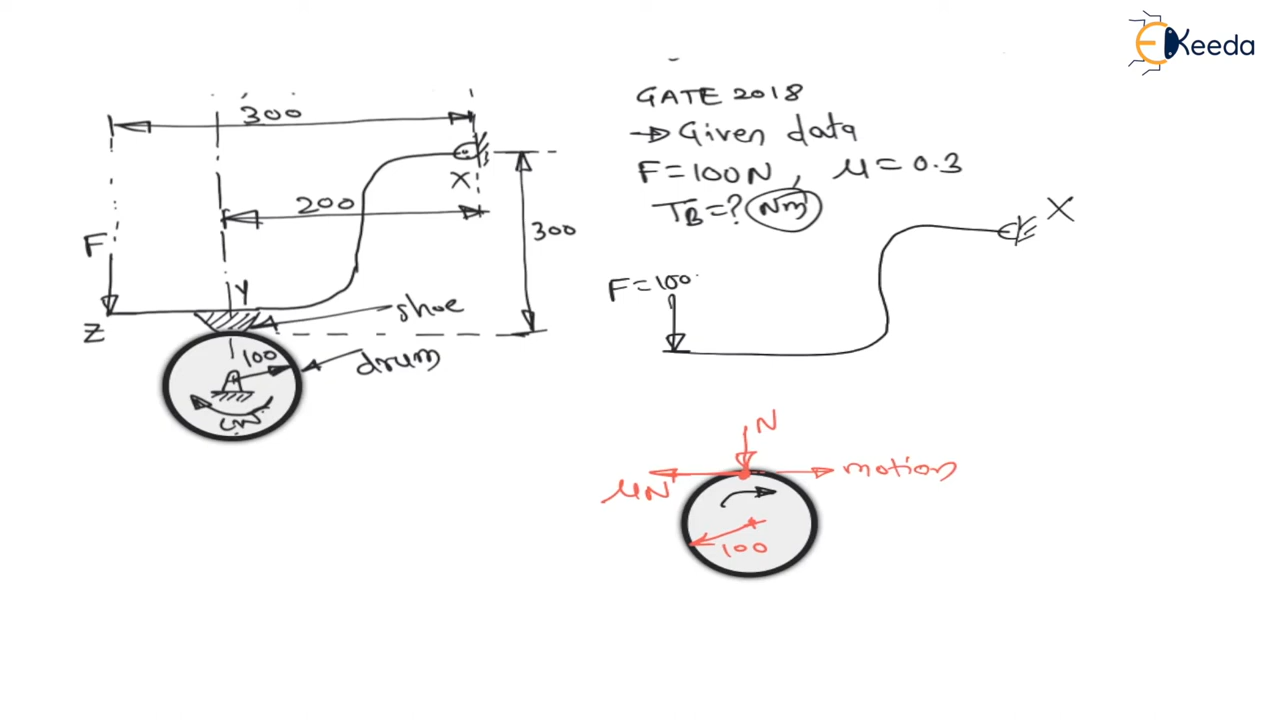 EKeeda
300
GATE 2018
→ Given data
F=100N, μ=0.3
TB=? Nm
X
200
300
X
F
F=100
Y
shoe
Z
100
drum
CW
N
motion
μN
100